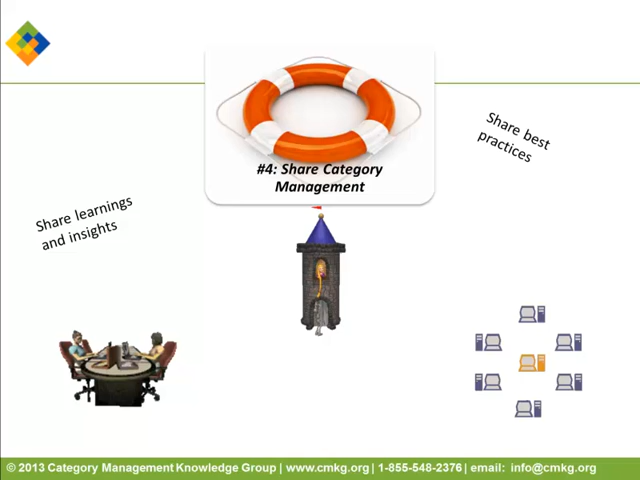 Share best
practices
#4: Share Category
Management
Share learnings
and insights
© 2013 Category Management Knowledge Group | www.cmkg.org | 1-855-548-2376 | email: info@cmkg.org